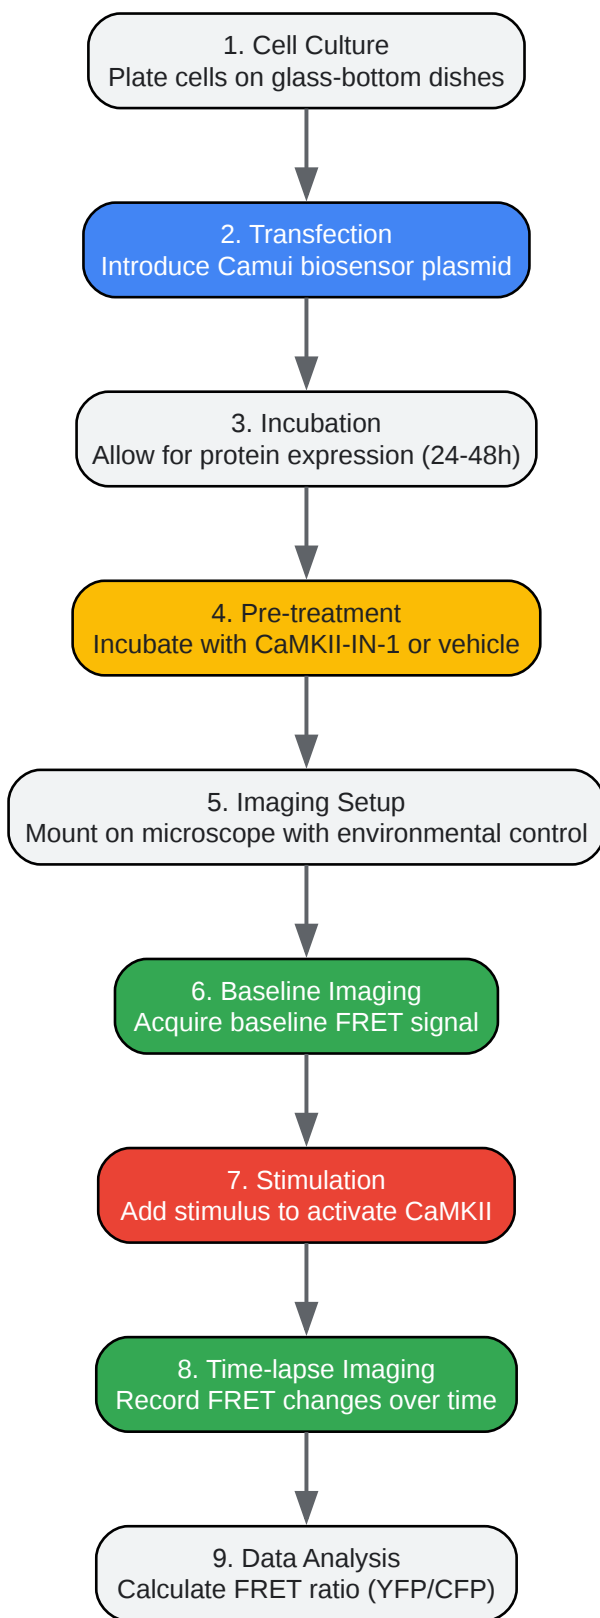 1. Cell Culture
Plate cells on glass-bottom dishes
2. Transfection
Introduce Camui biosensor plasmid
3. Incubation
Allow for protein expression (24-48h)
4. Pre-treatment
Incubate with CaMKII-IN-1 or vehicle
5. Imaging Setup
Mount on microscope with environmental control
6. Baseline Imaging
Acquire baseline FRET signal
7. Stimulation
Add stimulus to activate CaMKII
8. Time-lapse Imaging
Record FRET changes over time
9. Data Analysis
Calculate FRET ratio (YFP/CFP)